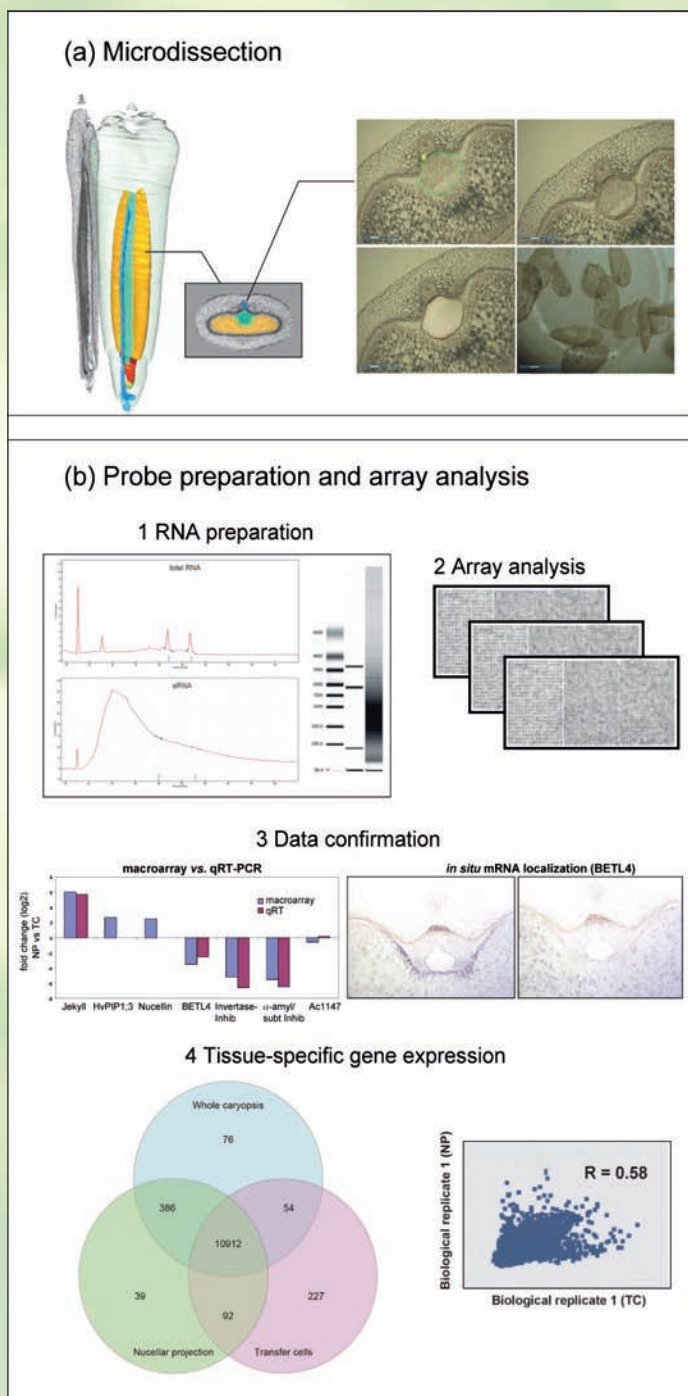 (a) Microdissection
(b) Probe preparation and array analysis
1 RNA preparation
total RNA
aRNA
2 Array analysis
3 Data confirmation
macroarray vs. qRT-PCR
macroarray
qRT
fold change (log2)
NP vs TC
Jekyll
HvPIP1;3
Nucellin
BETL4
Invertase-
Inhib
α-amyl/
subt Inhib
Ac1147
in situ mRNA localization (BETL4)
4 Tissue-specific gene expression
Whole caryopsis
76
386
54
10912
39
92
227
Nucellar projection
Transfer cells
R = 0.58
Biological replicate 1 (NP)
Biological replicate 1 (TC)